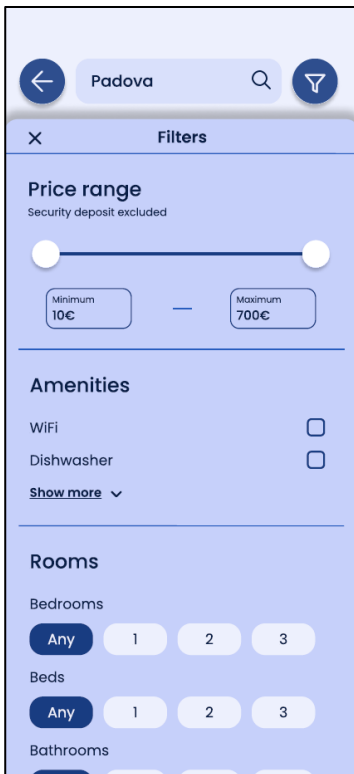 Padova
Filters
Price range
Security deposit excluded
Minimum
10€
—
Maximum
700€
Amenities
WiFi
Dishwasher
Show more
Rooms
Bedrooms
Any 1 2 3
Beds
Any 1 2 3
Bathrooms